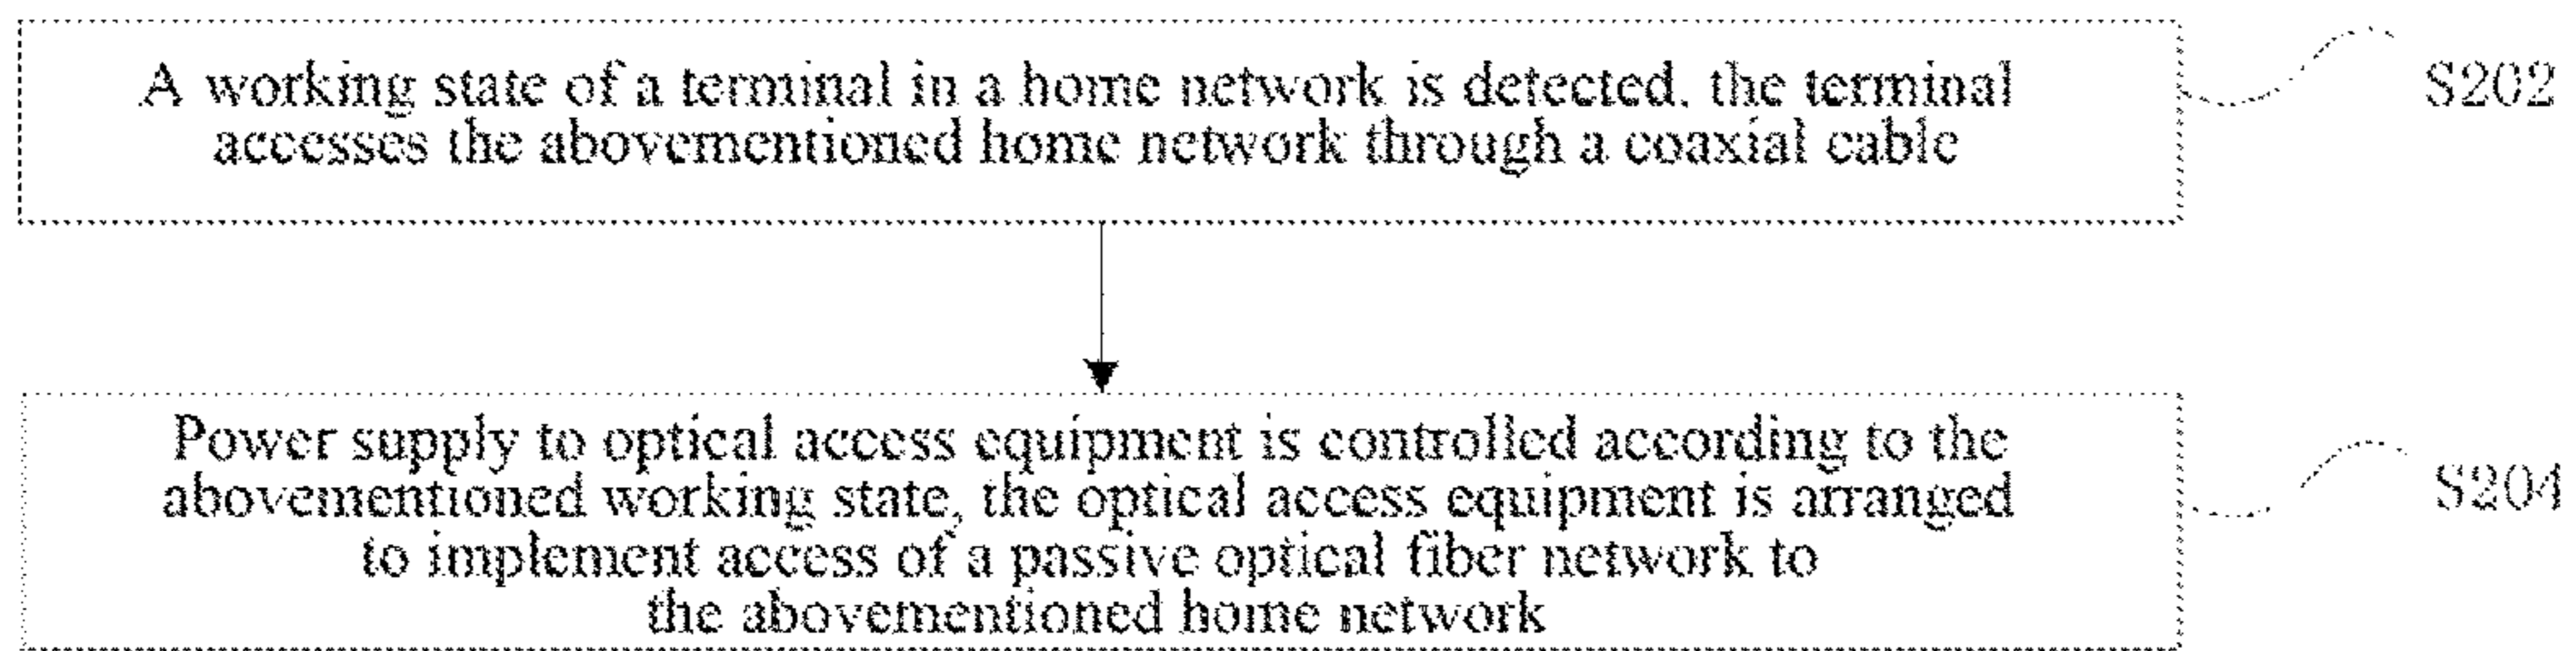 A working state of a terminal in a home network is detected, the terminal
accesses the abovementioned home network through a coaxial cable
S202
Power supply to optical access equipment is controlled according to the
abovementioned working state, the optical access equipment is arranged
to implement access of a passive optical fiber network to
the abovementioned home network
S204